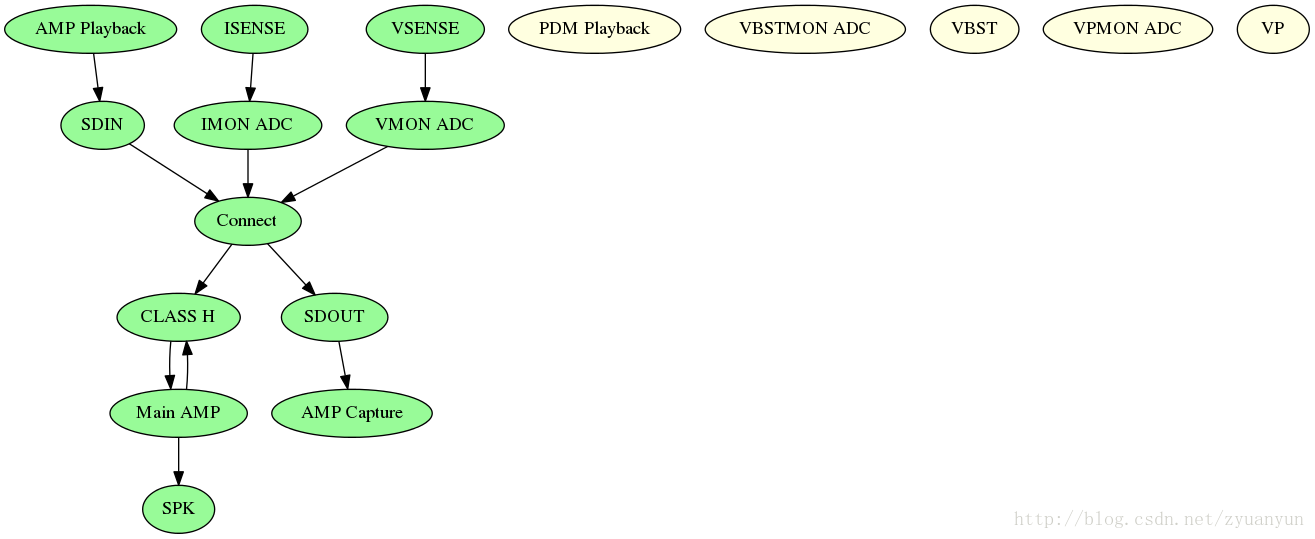 AMP Playback
ISENSE
VSENSE
PDM Playback
VBSTMON ADC
VBST
VPMON ADC
VP
SDIN
IMON ADC
VMON ADC
Connect
CLASS H
SDOUT
Main AMP
AMP Capture
SPK
http://blog.csdn.net/zyuanyun